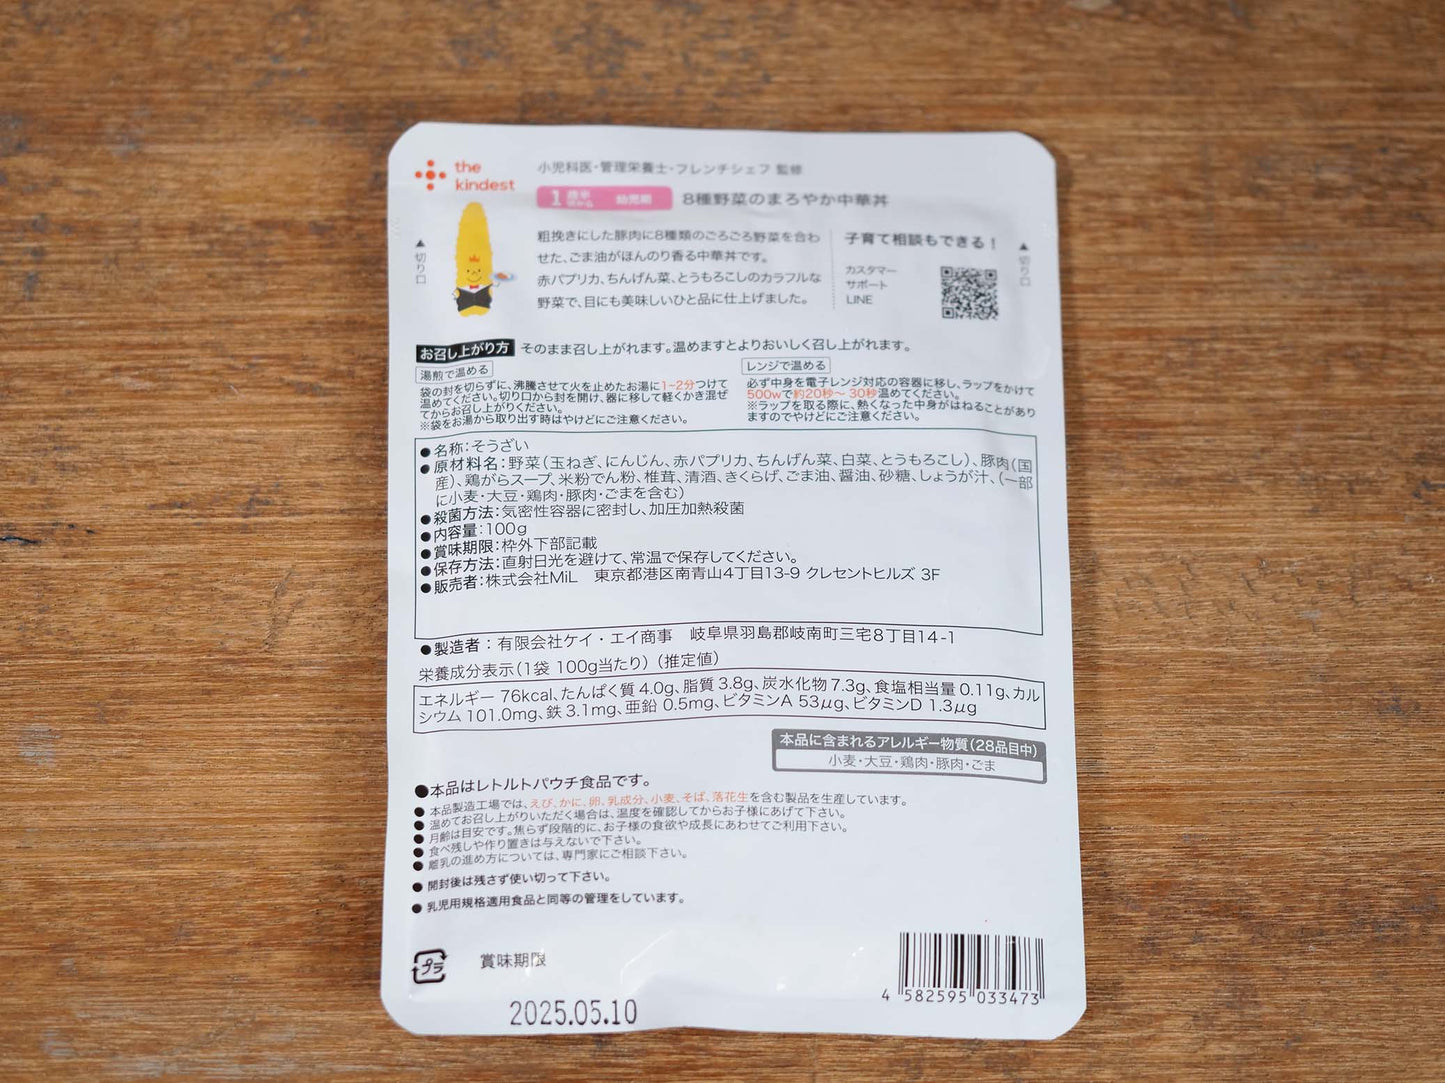 the
kindest
小児科医・管理栄養士・フレンチシェフ 監修
1歳半頃から 幼児期 8種野菜のまろやか中華丼
粗挽きにした豚肉に8種類のごろごろ野菜を合わ
せた、ごま油がほんのり香る中華丼です。
赤パプリカ、ちんげん菜、とうもろこしのカラフルな
野菜で、目にも美味しいひと品に仕上げました。
子育て相談もできる！
カスタマー
サポート
LINE
▲切り口
▲切り口
お召し上がり方 そのまま召し上がれます。温めますとよりおいしく召し上がれます。
湯煎で温める
袋の封を切らずに、沸騰させて火を止めたお湯に1~2分つけて
温めてください。切り口から封を開け、器に移して軽くかき混ぜ
てからお召し上がりください。
※袋をお湯から取り出す時はやけどにご注意ください。
レンジで温める
必ず中身を電子レンジ対応の容器に移し、ラップをかけて
500wで約20秒〜30秒温めてください。
※ラップを取る際に、熱くなった中身がはねることがあり
ますのでやけどにご注意ください。
●名称：そうざい
●原材料名：野菜（玉ねぎ、にんじん、赤パプリカ、ちんげん菜、白菜、とうもろこし）、豚肉（国
産）、鶏がらスープ、米粉でん粉、椎茸、清酒、きくらげ、ごま油、醤油、砂糖、しょうが汁、（一部
に小麦・大豆・鶏肉・豚肉・ごまを含む）
●殺菌方法：気密性容器に密封し、加圧加熱殺菌
●内容量：100g
●賞味期限：枠外下部記載
●保存方法：直射日光を避けて、常温で保存してください。
●販売者：株式会社MiL 東京都港区南青山4丁目13-9 クレセントヒルズ 3F
●製造者：有限会社ケイ・エイ商事 岐阜県羽島郡岐南町三宅8丁目14-1
栄養成分表示（1袋 100g当たり）（推定値）
エネルギー 76kcal、たんぱく質 4.0g、脂質 3.8g、炭水化物 7.3g、食塩相当量 0.11g、カル
シウム 101.0mg、鉄 3.1mg、亜鉛 0.5mg、ビタミンA 53μg、ビタミンD 1.3μg
本品に含まれるアレルギー物質（28品目中）
小麦・大豆・鶏肉・豚肉・ごま
●本品はレトルトパウチ食品です。
●本品製造工場では、えび、かに、卵、乳成分、小麦、そば、落花生を含む製品を生産しています。
●温めてお召し上がりいただく場合は、温度を確認してからお子様にあげて下さい。
●月齢は目安です。焦らず段階的に、お子様の食欲や成長にあわせてご利用下さい。
●食べ残しや作り置きは与えないで下さい。
●離乳の進め方については、専門家にご相談下さい。
●開封後は残さず使い切って下さい。
●乳児用規格適用食品と同等の管理をしています。
プラ
賞味期限
2025.05.10
4 582595 033473